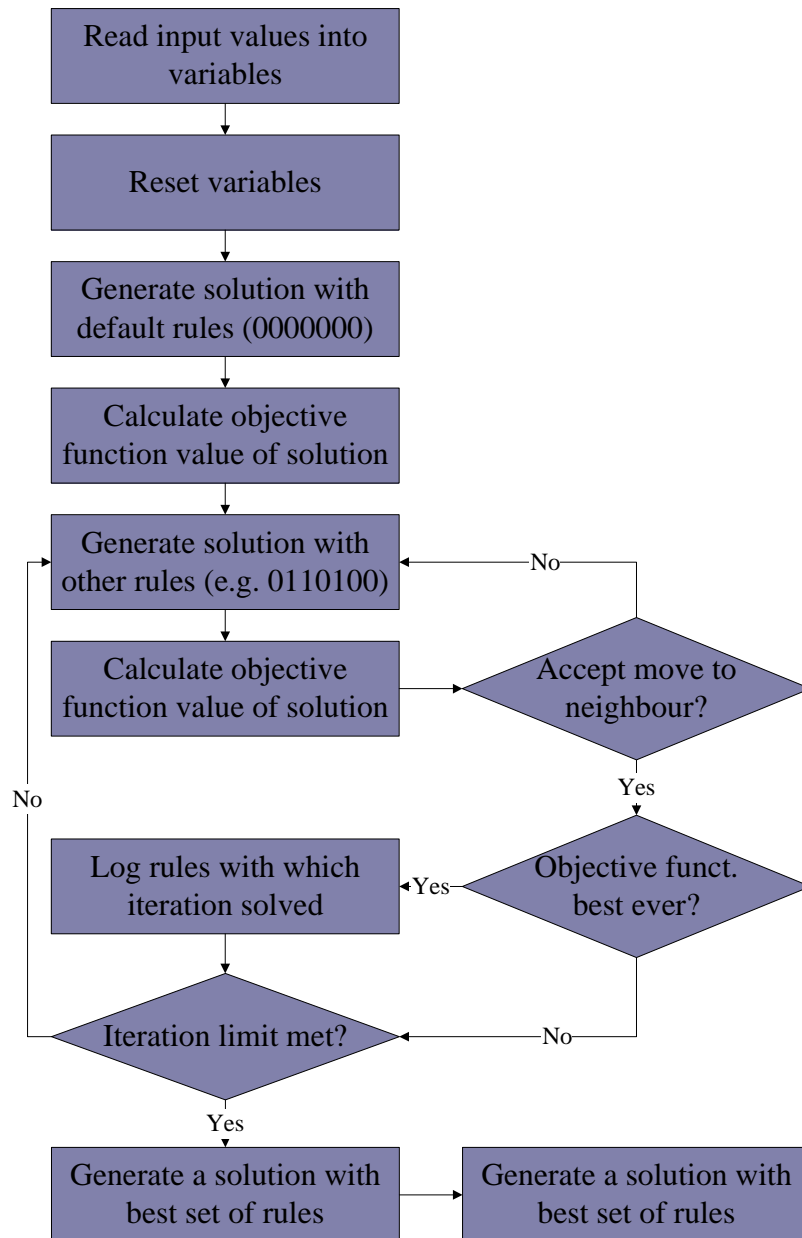 Read input values into
variables
Reset variables
Generate solution with
default rules (0000000)
Calculate objective
function value of solution
Generate solution with
other rules (e.g. 0110100)
No
Calculate objective
function value of solution
Accept move to
neighbour?
No
Yes
Log rules with which
iteration solved
Yes
Objective funct.
best ever?
Iteration limit met?
No
Yes
Generate a solution with
best set of rules
Generate a solution with
best set of rules